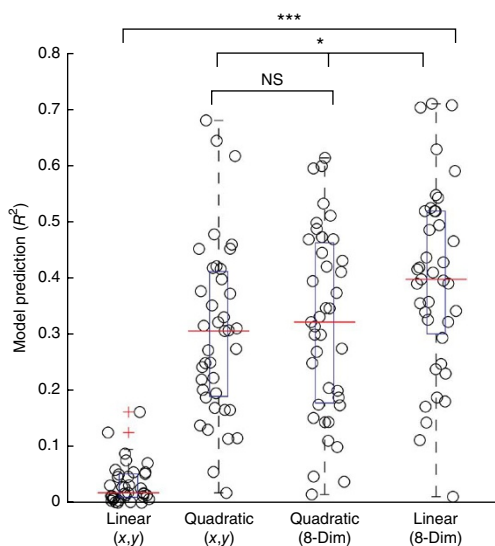 ***
*
NS
0.8
0.7
0.6
0.5
0.4
0.3
0.2
0.1
0
Model prediction (R²)
Linear Quadratic Quadratic Linear
(x,y) (x,y) (8-Dim) (8-Dim)